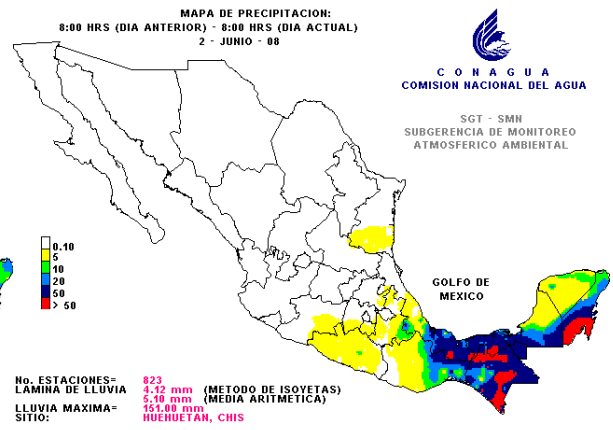 MAPA DE PRECIPITACION:
8:00 HRS (DIA ANTERIOR) - 8:00 HRS (DIA ACTUAL)
2 - JUNIO - 08
C O N A G U A
COMISION NACIONAL DEL AGUA
SGT - SMN
SUBGERENCIA DE MONITOREO
ATMOSFERICO AMBIENTAL
0.10
5
10
20
50
> 50
GOLFO DE
MEXICO
No. ESTACIONES= 823
LAMINA DE LLUVIA 4.12 mm (METODO DE ISOYETAS)
5.10 mm (MEDIA ARITMETICA)
LLUVIA MAXIMA= 151.00 mm
SITIO: HUEHUETAN, CHIS